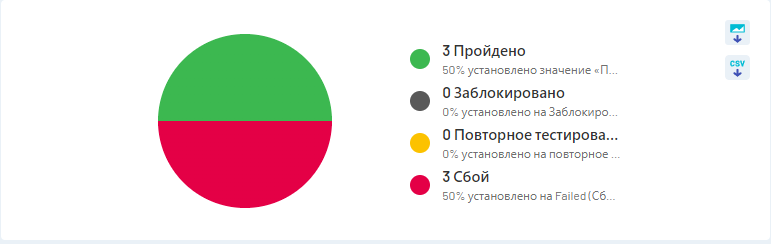 3 Пройдено
50% установлено значение «П...
0 Заблокировано
0% установлено на Заблокиро...
0 Повторное тестирова...
0% установлено на повторное ...
3 Сбой
50% установлено на Failed (Сб...
CSV